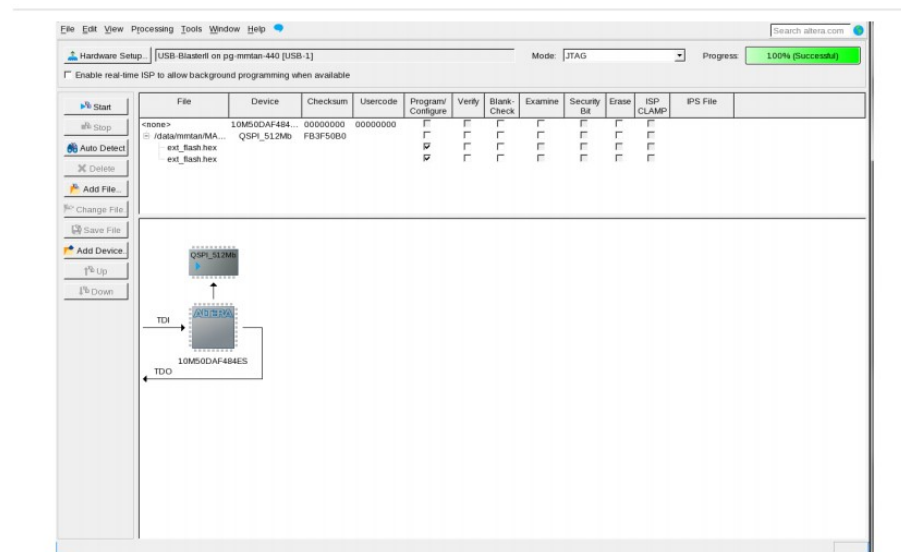 File Edit View Processing Tools Window Help
Search altera.com
Hardware Setup... USB-BlasterII on pg-mmtan-440 [USB-1] Mode: JTAG Progress: 100% (Successful)
Enable real-time ISP to allow background programming when available
Start
Stop
Auto Detect
Delete
Add File...
Change File
Save File
Add Device.
Up
Down
File Device Checksum Usercode Program/Configure Verify Blank-Check Examine Security Bit Erase ISP CLAMP IPS File
<none> 10M50DAF484... 00000000 00000000
/data/mmtan/MA... QSPI_512Mb FB3F50B0
ext_flash.hex
ext_flash.hex
QSPI_512Mb
ALTERA
TDI
10M50DAF484ES
TDO